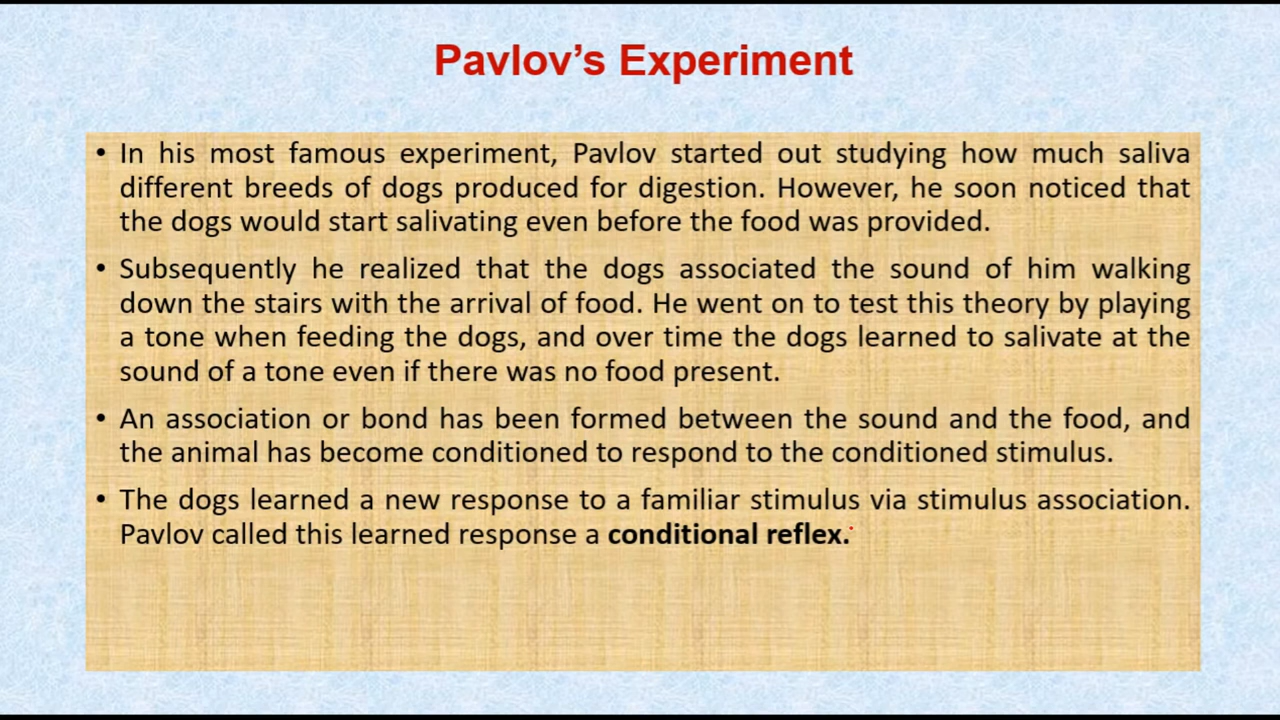 Pavlov’s Experiment
• In his most famous experiment, Pavlov started out studying how much saliva
different breeds of dogs produced for digestion. However, he soon noticed that
the dogs would start salivating even before the food was provided.
• Subsequently he realized that the dogs associated the sound of him walking
down the stairs with the arrival of food. He went on to test this theory by playing
a tone when feeding the dogs, and over time the dogs learned to salivate at the
sound of a tone even if there was no food present.
• An association or bond has been formed between the sound and the food, and
the animal has become conditioned to respond to the conditioned stimulus.
• The dogs learned a new response to a familiar stimulus via stimulus association.
Pavlov called this learned response a conditional reflex.